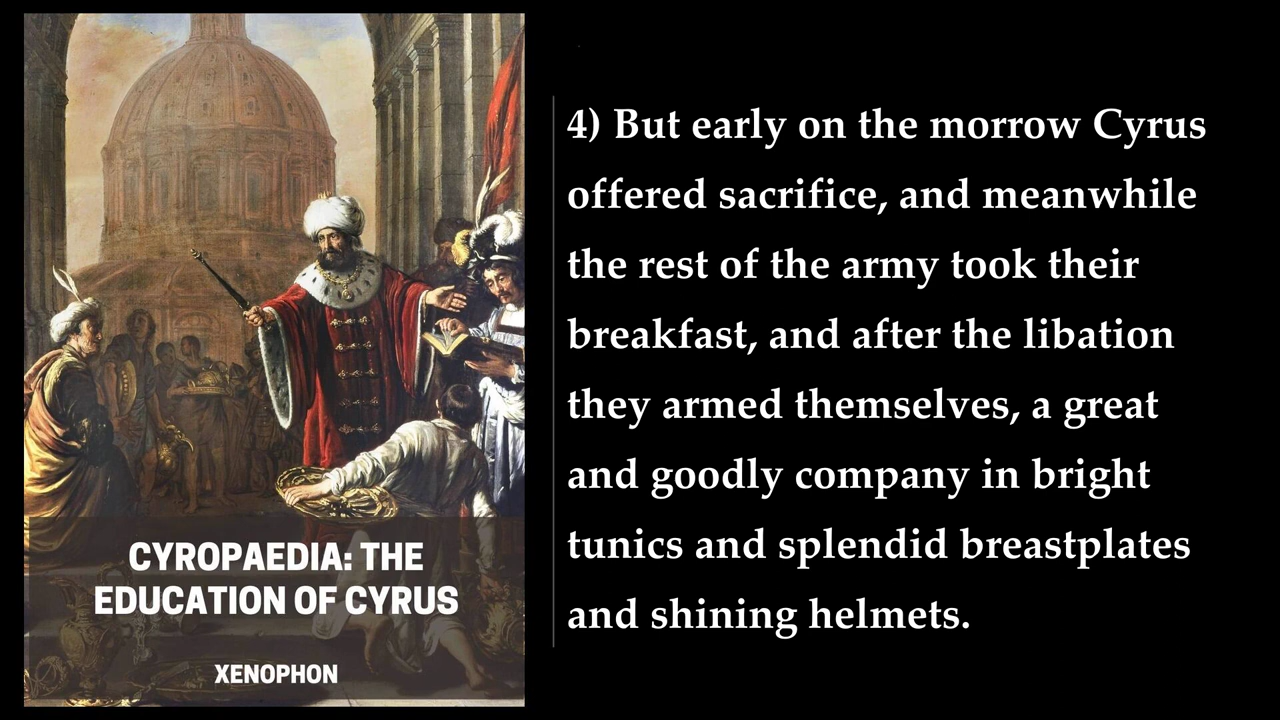 CYROPAEDIA: THE
EDUCATION OF CYRUS
XENOPHON
4) But early on the morrow Cyrus
offered sacrifice, and meanwhile
the rest of the army took their
breakfast, and after the libation
they armed themselves, a great
and goodly company in bright
tunics and splendid breastplates
and shining helmets.